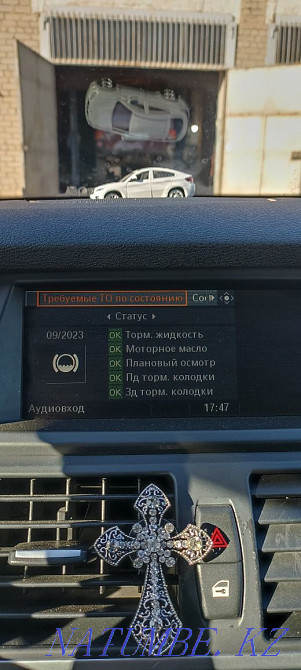 Требуемые ТО по состоянию Сог
Статус
09/2023 OK Торм. жидкость
OK Моторное масло
OK Плановый осмотр
OK Пд торм. колодки
OK Зд торм. колодки
Аудиовход 17:47
NATUMBE. KZ